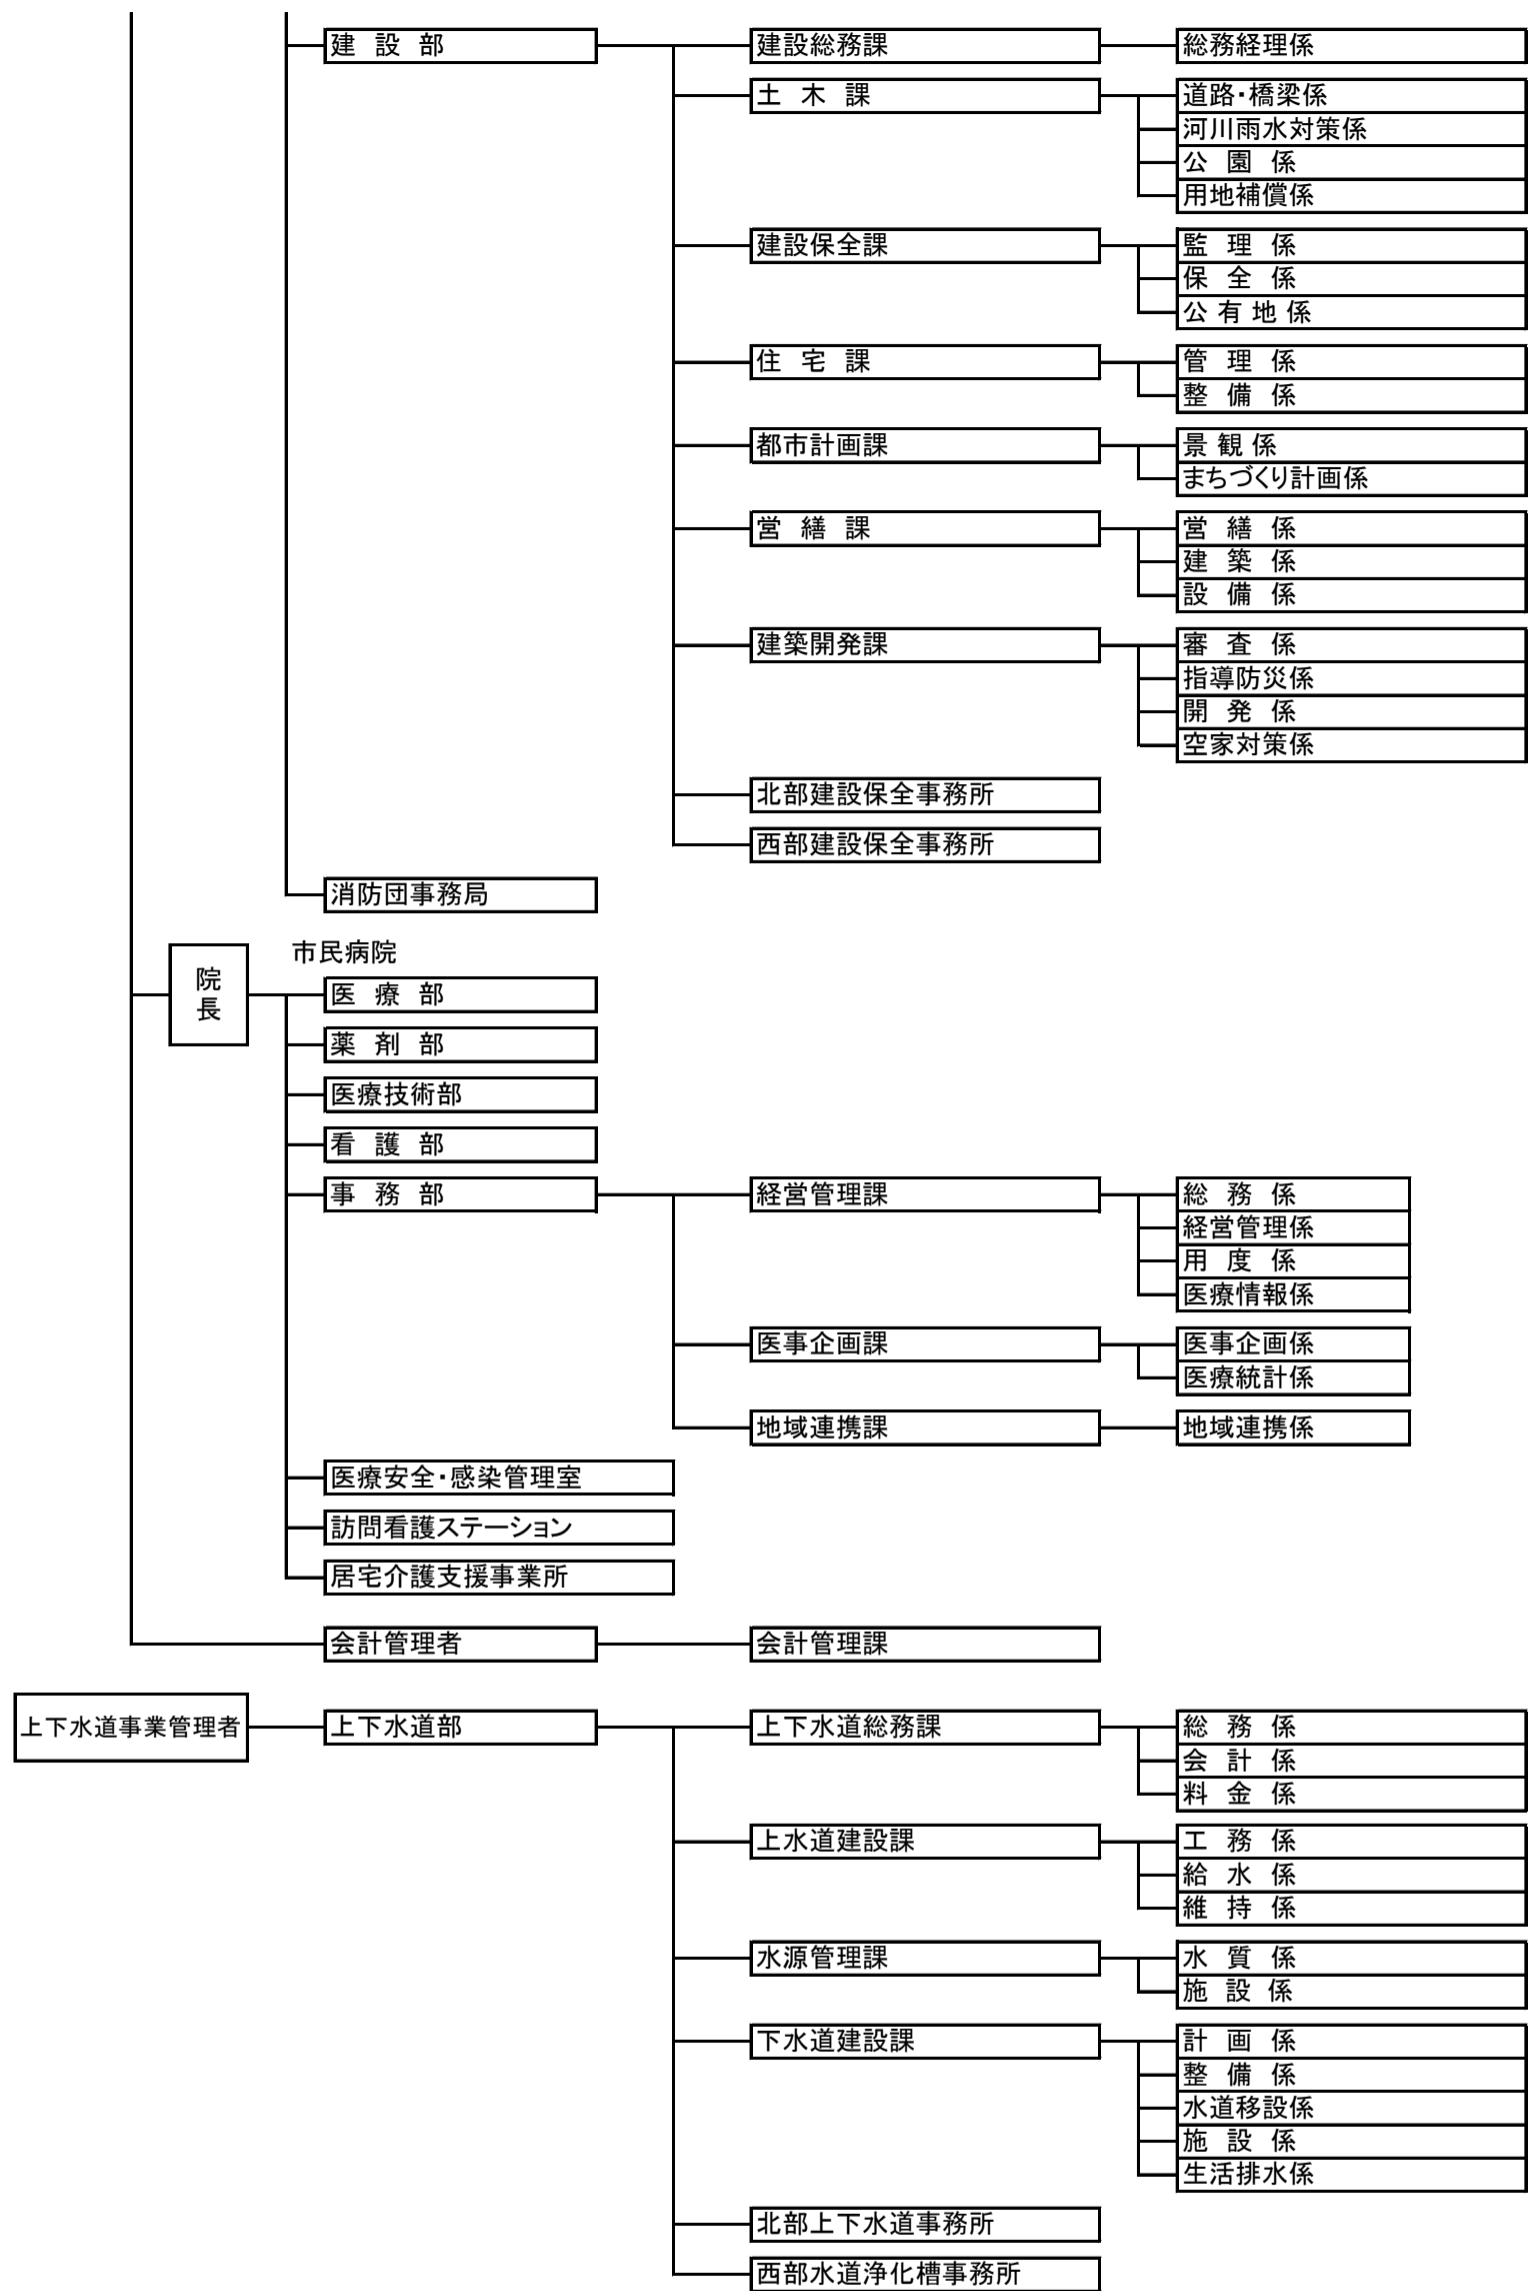 建設部
建設総務課
総務経理係
土木課
道路・橋梁係
河川雨水対策係
公園係
用地補償係
建設保全課
監理係
保全係
公有地係
住宅課
管理係
整備係
都市計画課
景観係
まちづくり計画係
営繕課
営繕係
建築係
設備係
建築開発課
審査係
指導防災係
開発係
空家対策係
北部建設保全事務所
西部建設保全事務所
消防団事務局
院長
市民病院
医療部
薬剤部
医療技術部
看護部
事務部
経営管理課
総務係
経営管理係
用度係
医療情報係
医事企画課
医事企画係
医療統計係
地域連携課
地域連携係
医療安全・感染管理室
訪問看護ステーション
居宅介護支援事業所
会計管理者
会計管理課
上下水道事業管理者
上下水道部
上下水道総務課
総務係
会計係
料金係
上水道建設課
工務係
給水係
維持係
水源管理課
水質係
施設係
下水道建設課
計画係
整備係
水道移設係
施設係
生活排水係
北部上下水道事務所
西部水道浄化槽事務所